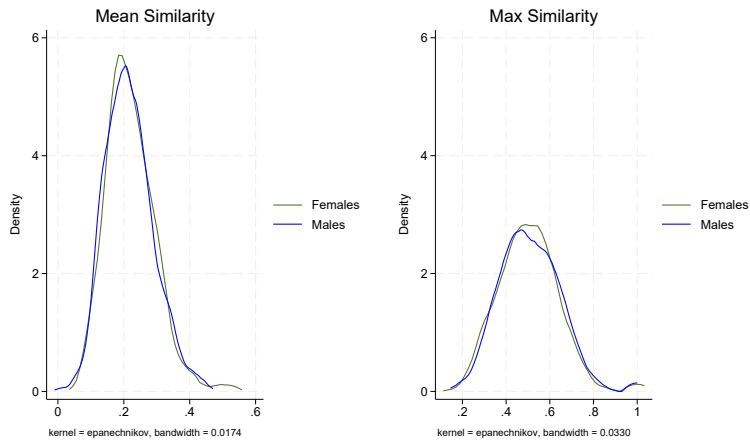 Mean Similarity
6
4
2
0
Density
0 .2 .4 .6
Females
Males
kernel = epanechnikov, bandwidth = 0.0174
Max Similarity
6
4
2
0
Density
.2 .4 .6 .8 1
Females
Males
kernel = epanechnikov, bandwidth = 0.0330